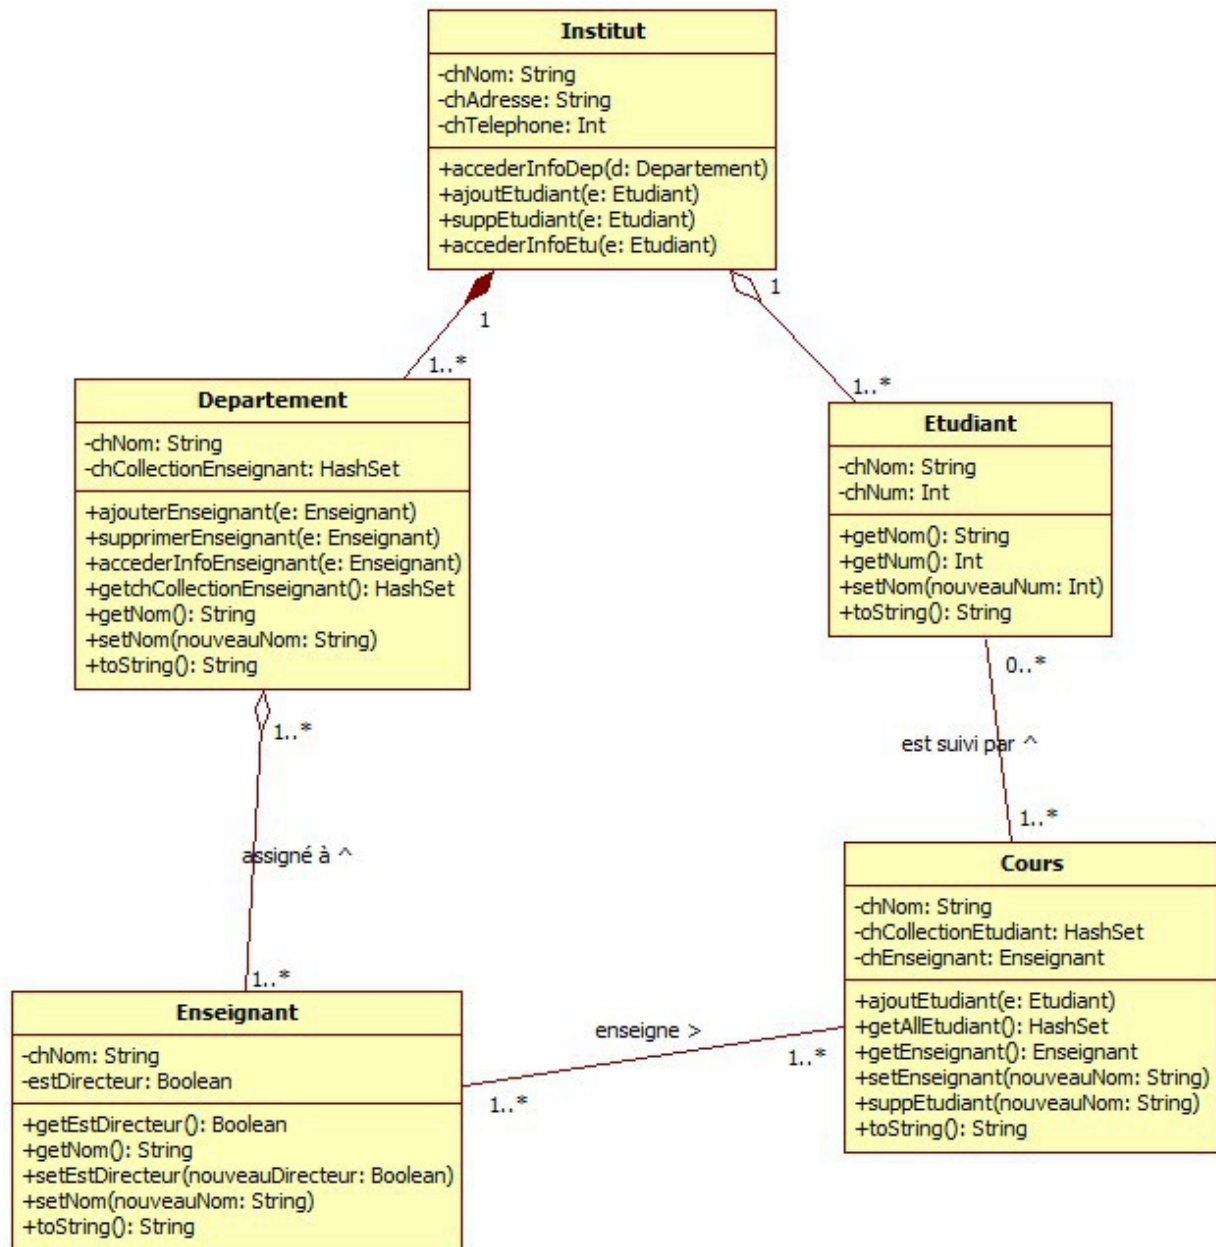 Institut
-chNom: String
-chAdresse: String
-chTelephone: Int
+accederInfoDep(d: Departement)
+ajoutEtudiant(e: Etudiant)
+suppEtudiant(e: Etudiant)
+accederInfoEtu(e: Etudiant)
1
1
1..*
1..*
Departement
-chNom: String
-chCollectionEnseignant: HashSet
+ajouterEnseignant(e: Enseignant)
+supprimerEnseignant(e: Enseignant)
+accederInfoEnseignant(e: Enseignant)
+getchCollectionEnseignant(): HashSet
+getNom(): String
+setNom(nouveauNom: String)
+toString(): String
Etudiant
-chNom: String
-chNum: Int
+getNom(): String
+getNum(): Int
+setNom(nouveauNum: Int)
+toString(): String
0..*
1..*
est suivi par ^
1..*
assigné à ^
1..*
Cours
-chNom: String
-chCollectionEtudiant: HashSet
-chEnseignant: Enseignant
+ajoutEtudiant(e: Etudiant)
+getAllEtudiant(): HashSet
+getEnseignant(): Enseignant
+setEnseignant(nouveauNom: String)
+suppEtudiant(nouveauNom: String)
+toString(): String
Enseignant
-chNom: String
-estDirecteur: Boolean
+getEstDirecteur(): Boolean
+getNom(): String
+setEstDirecteur(nouveauDirecteur: Boolean)
+setNom(nouveauNom: String)
+toString(): String
enseigne >
1..*
1..*